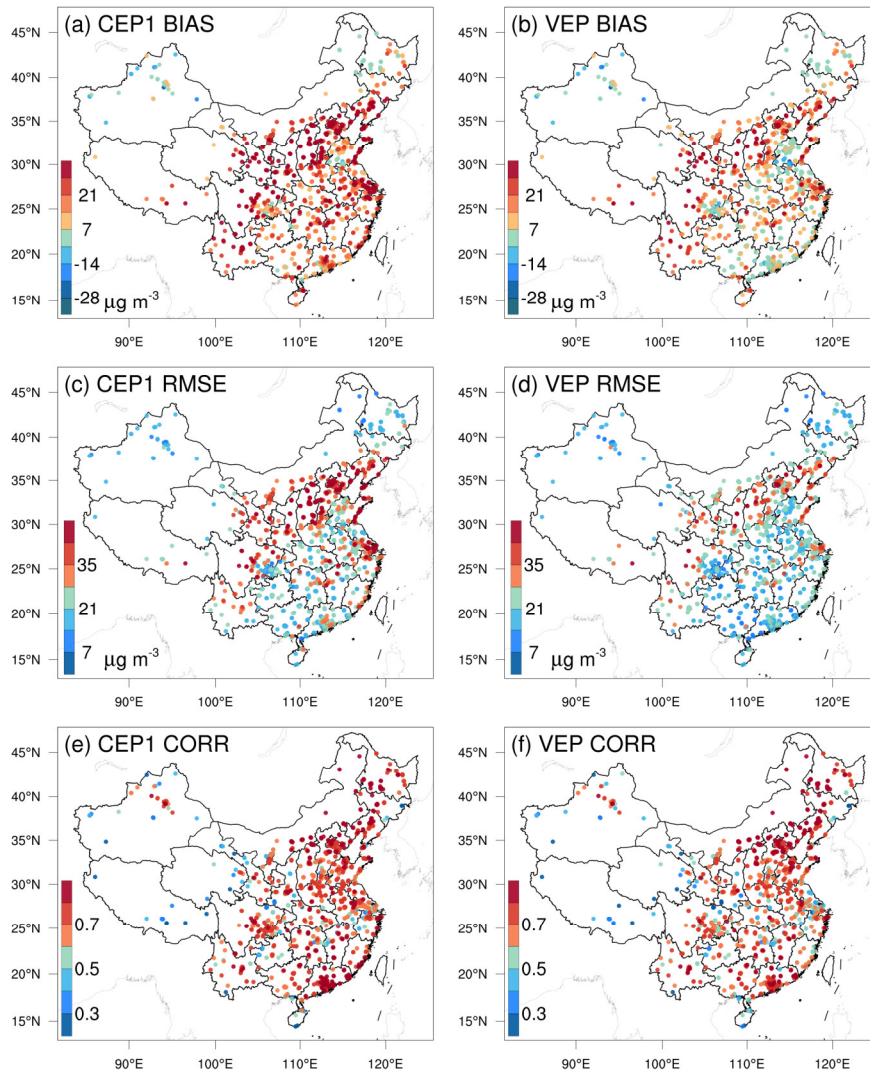 (a) CEP1 BIAS
45°N
40°N
35°N
30°N
25°N
20°N
15°N
21
7
-14
-28
μg m⁻³
90°E 100°E 110°E 120°E
(b) VEP BIAS
45°N
40°N
35°N
30°N
25°N
20°N
15°N
21
7
-14
-28
μg m⁻³
90°E 100°E 110°E 120°E
(c) CEP1 RMSE
45°N
40°N
35°N
30°N
25°N
20°N
15°N
35
21
7
μg m⁻³
90°E 100°E 110°E 120°E
(d) VEP RMSE
45°N
40°N
35°N
30°N
25°N
20°N
15°N
35
21
7
μg m⁻³
90°E 100°E 110°E 120°E
(e) CEP1 CORR
45°N
40°N
35°N
30°N
25°N
20°N
15°N
0.7
0.5
0.3
90°E 100°E 110°E 120°E
(f) VEP CORR
45°N
40°N
35°N
30°N
25°N
20°N
15°N
0.7
0.5
0.3
90°E 100°E 110°E 120°E